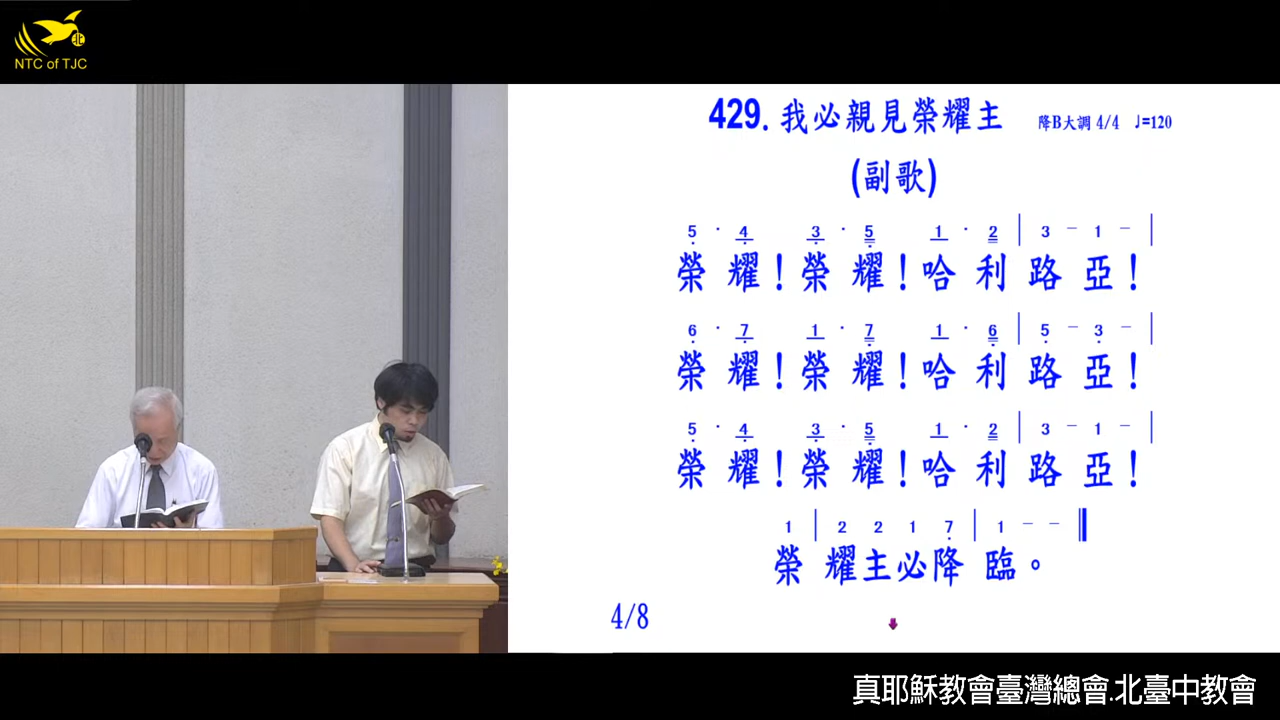 北
NTC of TJC
429. 我必親見榮耀主 降B大調 4/4 ♩=120
(副歌)
5 · 4 3 · 5 1 · 2 | 3 － 1 － |
榮 耀！榮 耀！哈 利 路 亞！
6 · 7 1 · 7 1 · 6 | 5 － 3 － |
榮 耀！榮 耀！哈 利 路 亞！
5 · 4 3 · 5 1 · 2 | 3 － 1 － |
榮 耀！榮 耀！哈 利 路 亞！
1 | 2 2 1 7 | 1 － － ‖
榮 耀主必降 臨。
4/8
真耶穌教會臺灣總會.北臺中教會